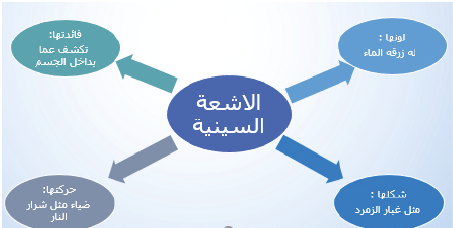 لونها :
له زرقه الماء
فائدتها:
تكشف عما
بداخل الجسم
الاشعة
السينية
شكلها :
مثل غبار الزمرد
حركتها:
ضياء مثل شرار
النار